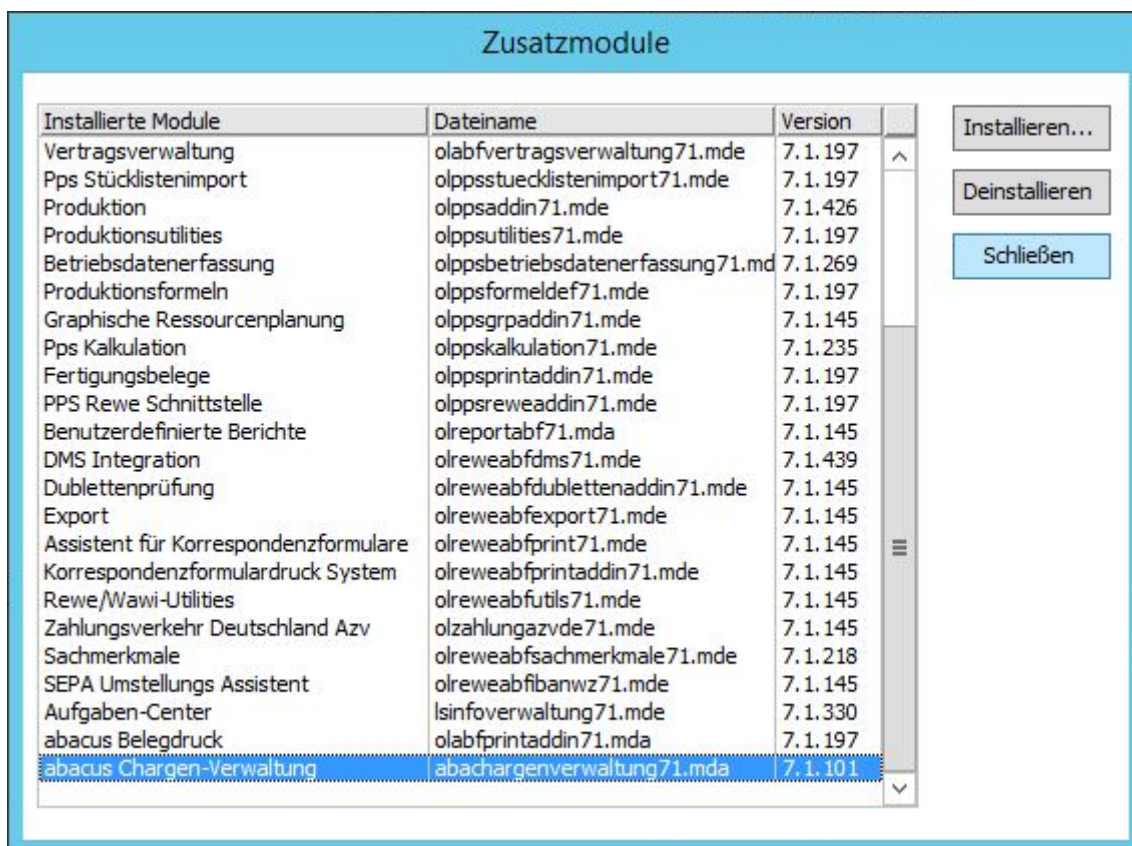 Zusatzmodule
Installierte Module Dateiname Version
Vertragsverwaltung olabfvertragsverwaltung71.mde 7.1.197
Pps Stücklistenimport olppsstuecklistenimport71.mde 7.1.197
Produktion olppsaddin71.mde 7.1.426
Produktionsutilities olppsutilities71.mde 7.1.197
Betriebsdatenerfassung olppsbetriebsdatenerfassung71.md 7.1.269
Produktionsformeln olppsformeldef71.mde 7.1.197
Graphische Ressourcenplanung olppsgrpaddin71.mde 7.1.145
Pps Kalkulation olppskalkulation71.mde 7.1.235
Fertigungsbelege olppsprintaddin71.mde 7.1.197
PPS Rewe Schnittstelle olppsreweaddin71.mde 7.1.197
Benutzerdefinierte Berichte olreportabf71.mda 7.1.145
DMS Integration olreweabfdms71.mde 7.1.439
Dublettenprüfung olreweabfdublettenaddin71.mde 7.1.145
Export olreweabfexport71.mde 7.1.145
Assistent für Korrespondenzformulare olreweabfprint71.mde 7.1.145
Korrespondenzformulardruck System olreweabfprintaddin71.mde 7.1.145
Rewe/Wawi-Utilities olreweabfutils71.mde 7.1.145
Zahlungsverkehr Deutschland Azv olzahlungazvde71.mde 7.1.145
Sachmerkmale olreweabfsachmerkmale71.mde 7.1.218
SEPA Umstellungs Assistent olreweabfibanwz71.mde 7.1.145
Aufgaben-Center lsinfoverwaltung71.mde 7.1.330
abacus Belegdruck olabfprintaddin71.mda 7.1.197
abacus Chargen-Verwaltung abachargenverwaltung71.mda 7.1.101
Installieren...
Deinstallieren
Schließen